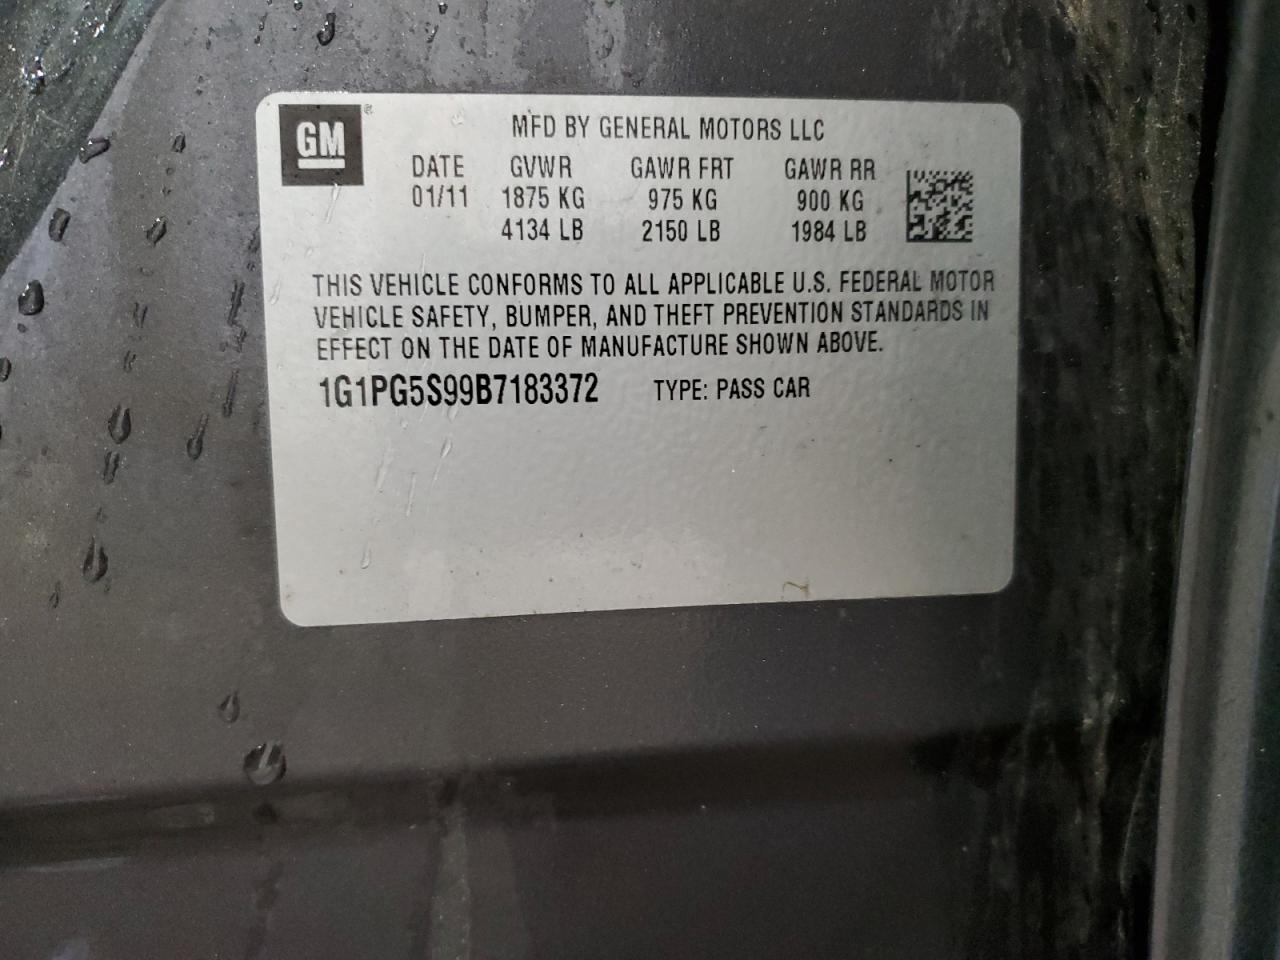 GM®
MFD BY GENERAL MOTORS LLC
DATE GVWR GAWR FRT GAWR RR
01/11 1875 KG 975 KG 900 KG
4134 LB 2150 LB 1984 LB
THIS VEHICLE CONFORMS TO ALL APPLICABLE U.S. FEDERAL MOTOR
VEHICLE SAFETY, BUMPER, AND THEFT PREVENTION STANDARDS IN
EFFECT ON THE DATE OF MANUFACTURE SHOWN ABOVE.
1G1PG5S99B7183372 TYPE: PASS CAR